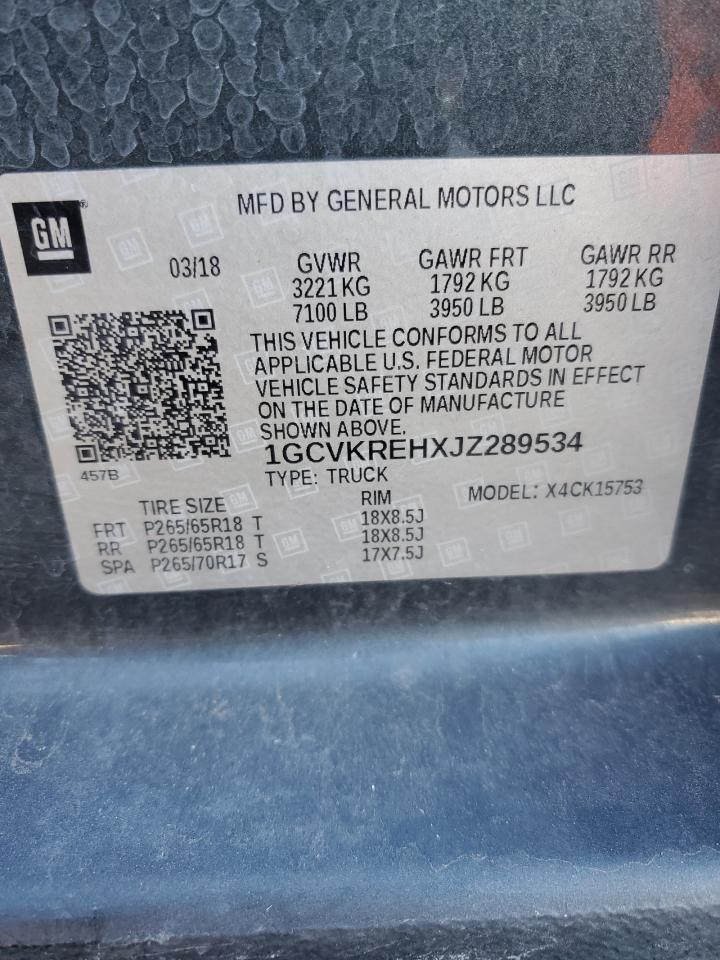 GM
MFD BY GENERAL MOTORS LLC
03/18
GVWR GAWR FRT GAWR RR
3221 KG 1792 KG 1792 KG
7100 LB 3950 LB 3950 LB
THIS VEHICLE CONFORMS TO ALL
APPLICABLE U.S. FEDERAL MOTOR
VEHICLE SAFETY STANDARDS IN EFFECT
ON THE DATE OF MANUFACTURE
SHOWN ABOVE.
1GCVKREHXJZ289534
457B
TYPE: TRUCK MODEL: X4CK15753
TIRE SIZE RIM
FRT P265/65R18 T 18X8.5J
RR P265/65R18 T 18X8.5J
SPA P265/70R17 S 17X7.5J